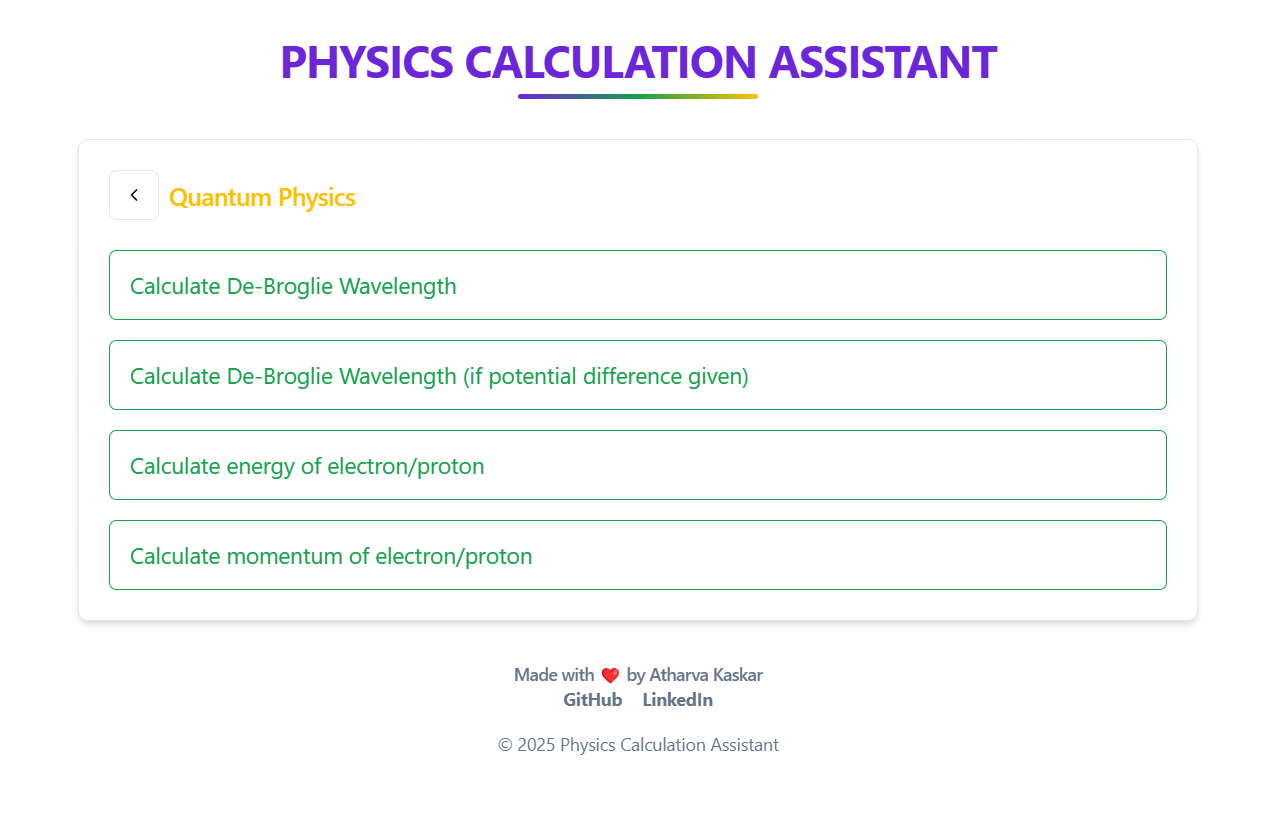 PHYSICS CALCULATION ASSISTANT
Quantum Physics
Calculate De-Broglie Wavelength
Calculate De-Broglie Wavelength (if potential difference given)
Calculate energy of electron/proton
Calculate momentum of electron/proton
Made with ❤️ by Atharva Kaskar
GitHub LinkedIn
© 2025 Physics Calculation Assistant